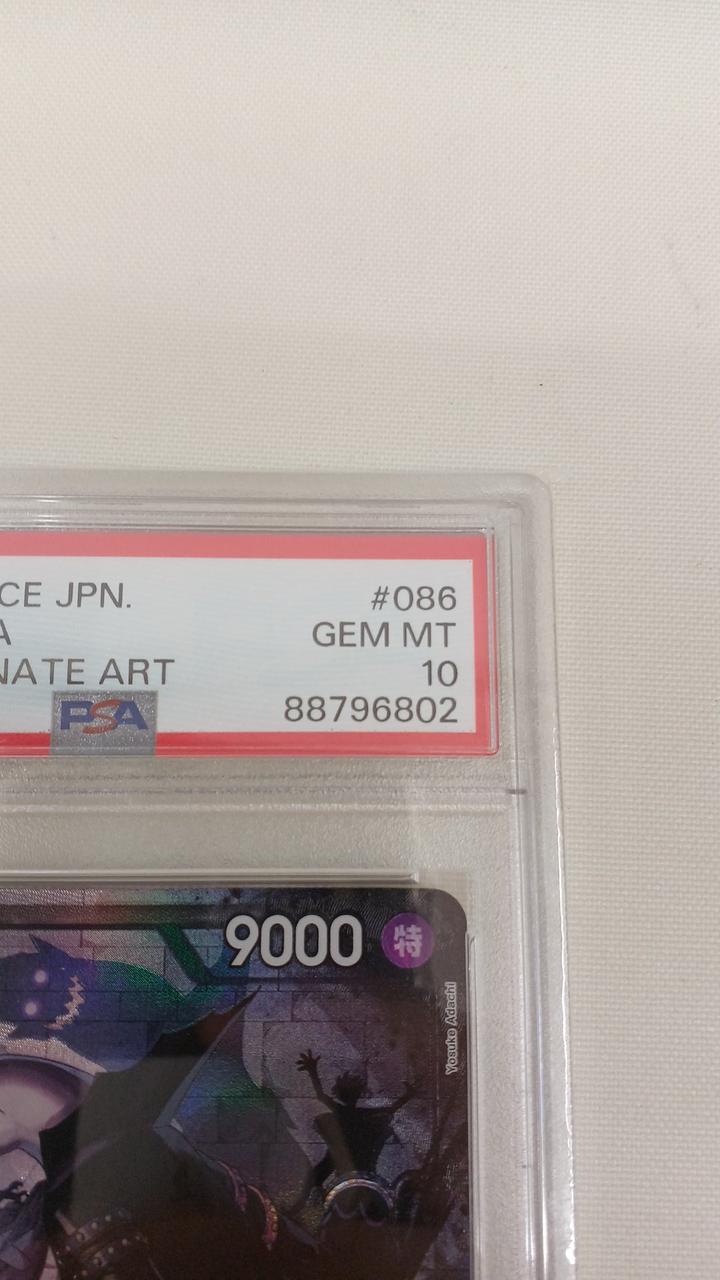 CE JPN.
#086
A
GEM MT
NATE ART
10
PSA
88796802
9000
特
Yosuke Adachi